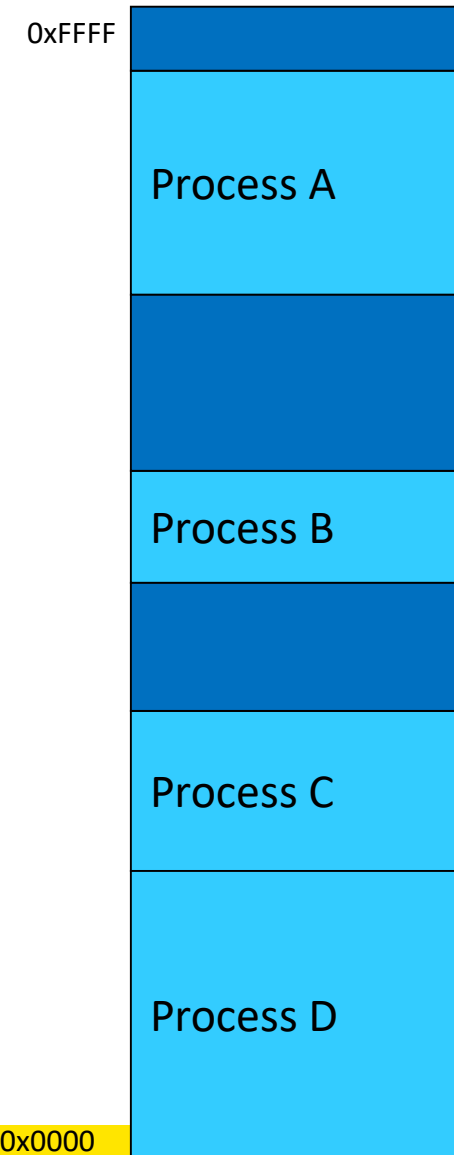 0xFFFF
Process A
Process B
Process C
Process D
0x0000